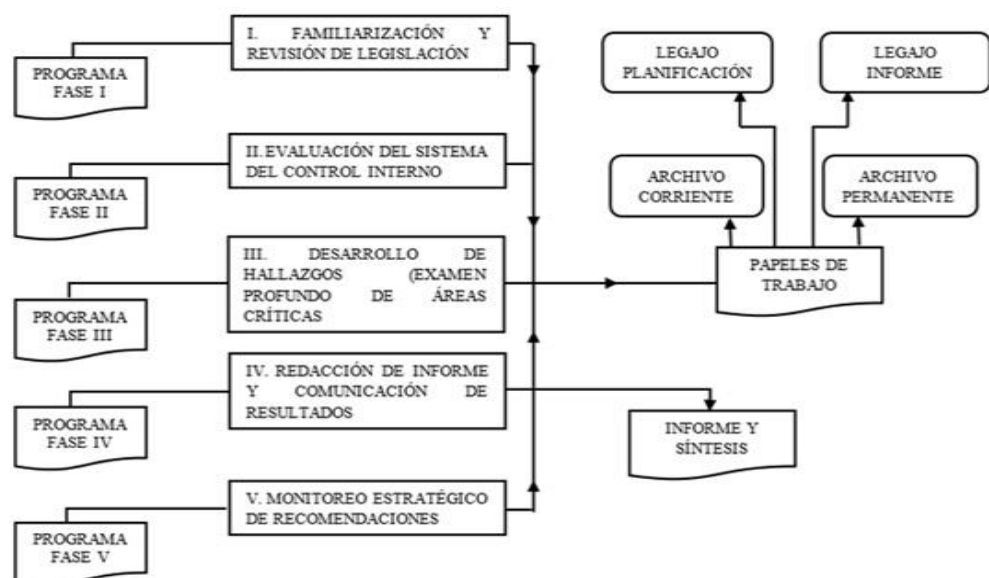 PROGRAMA
FASE I
I. FAMILIARIZACIÓN Y
REVISIÓN DE LEGISLACIÓN
PROGRAMA
FASE II
II. EVALUACIÓN DEL SISTEMA
DEL CONTROL INTERNO
PROGRAMA
FASE III
III. DESARROLLO DE
HALLAZGOS (EXAMEN
PROFUNDO DE ÁREAS
CRÍTICAS
PROGRAMA
FASE IV
IV. REDACCIÓN DE INFORME
Y COMUNICACIÓN DE
RESULTADOS
PROGRAMA
FASE V
V. MONITOREO ESTRATÉGICO
DE RECOMENDACIONES
LEGAJO
PLANIFICACIÓN
LEGAJO
INFORME
ARCHIVO
CORRIENTE
ARCHIVO
PERMANENTE
PAPELES DE
TRABAJO
INFORME Y
SÍNTESIS